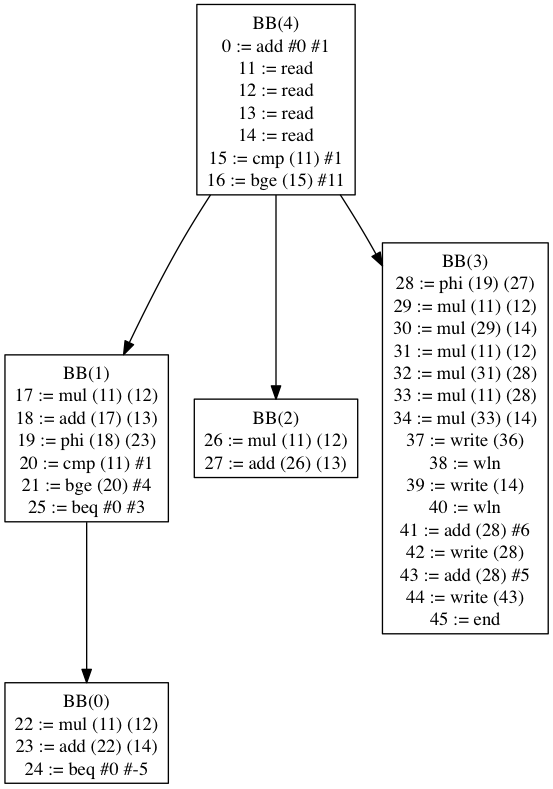 BB(4)
0 := add #0 #1
11 := read
12 := read
13 := read
14 := read
15 := cmp (11) #1
16 := bge (15) #11
BB(1)
17 := mul (11) (12)
18 := add (17) (13)
19 := phi (18) (23)
20 := cmp (11) #1
21 := bge (20) #4
25 := beq #0 #3
BB(2)
26 := mul (11) (12)
27 := add (26) (13)
BB(3)
28 := phi (19) (27)
29 := mul (11) (12)
30 := mul (29) (14)
31 := mul (11) (12)
32 := mul (31) (28)
33 := mul (11) (28)
34 := mul (33) (14)
37 := write (36)
38 := wln
39 := write (14)
40 := wln
41 := add (28) #6
42 := write (28)
43 := add (28) #5
44 := write (43)
45 := end
BB(0)
22 := mul (11) (12)
23 := add (22) (14)
24 := beq #0 #-5